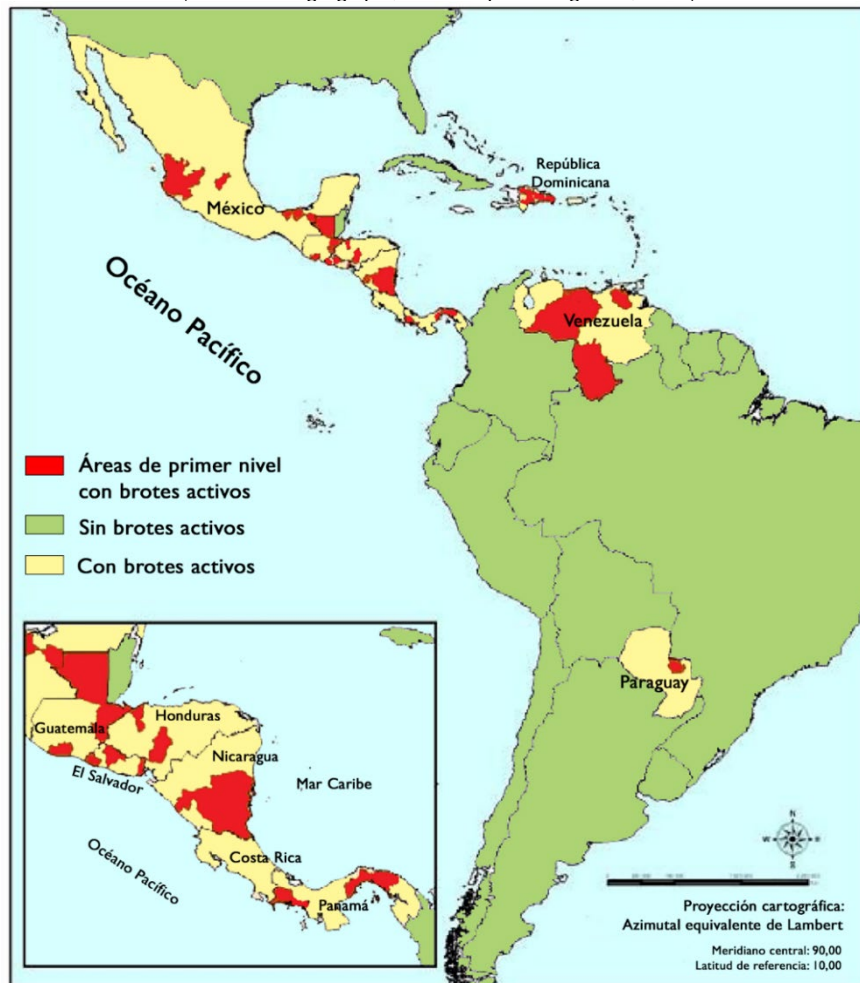 República
Dominicana
México
Océano Pacífico
Venezuela
Áreas de primer nivel
con brotes activos
Sin brotes activos
Con brotes activos
Paraguay
Honduras
Guatemala
Nicaragua
El Salvador
Mar Caribe
Costa Rica
Océano Pacífico
Panamá
N
Proyección cartográfica:
Azimutal equivalente de Lambert
Meridiano central: 90,00
Latitud de referencia: 10,00